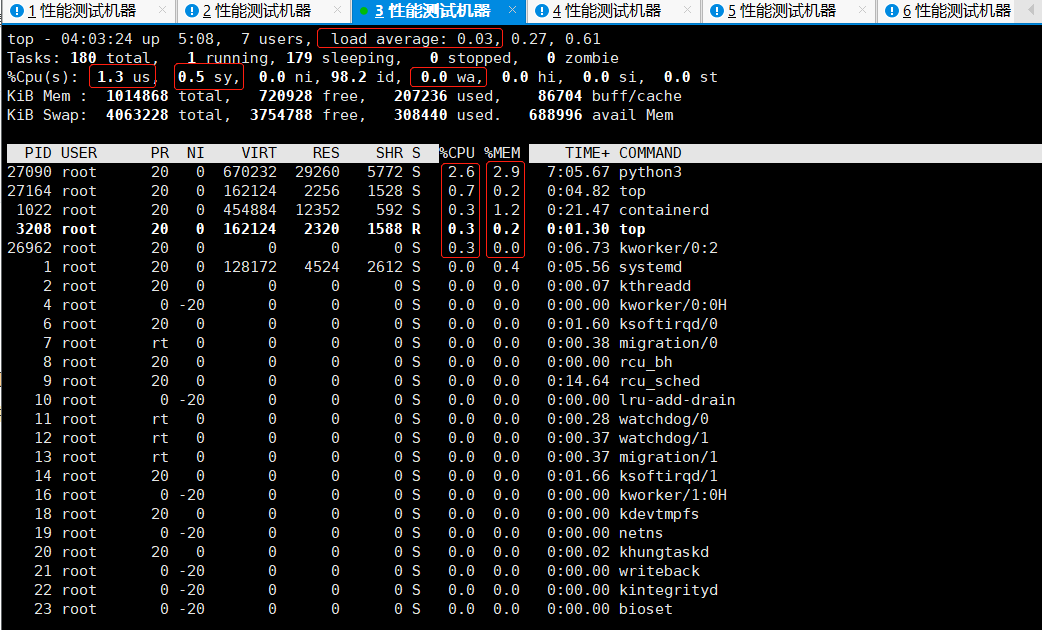 1 性能测试机器 2 性能测试机器 3 性能测试机器 4 性能测试机器 5 性能测试机器 6 性能测试机器
top - 04:03:24 up  5:08,  7 users,  load average: 0.03, 0.27, 0.61
Tasks: 180 total,   1 running, 179 sleeping,   0 stopped,   0 zombie
%Cpu(s):  1.3 us,  0.5 sy,  0.0 ni, 98.2 id,  0.0 wa,  0.0 hi,  0.0 si,  0.0 st
KiB Mem :  1014868 total,   720928 free,   207236 used,    86704 buff/cache
KiB Swap:  4063228 total,  3754788 free,   308440 used.   688996 avail Mem
PID USER      PR  NI    VIRT    RES    SHR S %CPU %MEM     TIME+ COMMAND
27090 root      20   0  670232  29260   5772 S  2.6  2.9   7:05.67 python3
27164 root      20   0  162124   2256   1528 S  0.7  0.2   0:04.82 top
1022 root      20   0  454884  12352    592 S  0.3  1.2   0:21.47 containerd
3208 root      20   0  162124   2320   1588 R  0.3  0.2   0:01.30 top
26962 root      20   0       0      0      0 S  0.3  0.0   0:06.73 kworker/0:2
1 root      20   0  128172   4524   2612 S  0.0  0.4   0:05.56 systemd
2 root      20   0       0      0      0 S  0.0  0.0   0:00.07 kthreadd
4 root       0 -20       0      0      0 S  0.0  0.0   0:00.00 kworker/0:0H
6 root      20   0       0      0      0 S  0.0  0.0   0:01.60 ksoftirqd/0
7 root      rt   0       0      0      0 S  0.0  0.0   0:00.38 migration/0
8 root      20   0       0      0      0 S  0.0  0.0   0:00.00 rcu_bh
9 root      20   0       0      0      0 S  0.0  0.0   0:14.64 rcu_sched
10 root       0 -20       0      0      0 S  0.0  0.0   0:00.00 lru-add-drain
11 root      rt   0       0      0      0 S  0.0  0.0   0:00.28 watchdog/0
12 root      rt   0       0      0      0 S  0.0  0.0   0:00.37 watchdog/1
13 root      rt   0       0      0      0 S  0.0  0.0   0:00.37 migration/1
14 root      20   0       0      0      0 S  0.0  0.0   0:01.66 ksoftirqd/1
16 root       0 -20       0      0      0 S  0.0  0.0   0:00.00 kworker/1:0H
18 root      20   0       0      0      0 S  0.0  0.0   0:00.00 kdevtmpfs
19 root       0 -20       0      0      0 S  0.0  0.0   0:00.00 netns
20 root      20   0       0      0      0 S  0.0  0.0   0:00.02 khungtaskd
21 root       0 -20       0      0      0 S  0.0  0.0   0:00.00 writeback
22 root       0 -20       0      0      0 S  0.0  0.0   0:00.00 kintegrityd
23 root       0 -20       0      0      0 S  0.0  0.0   0:00.00 bioset